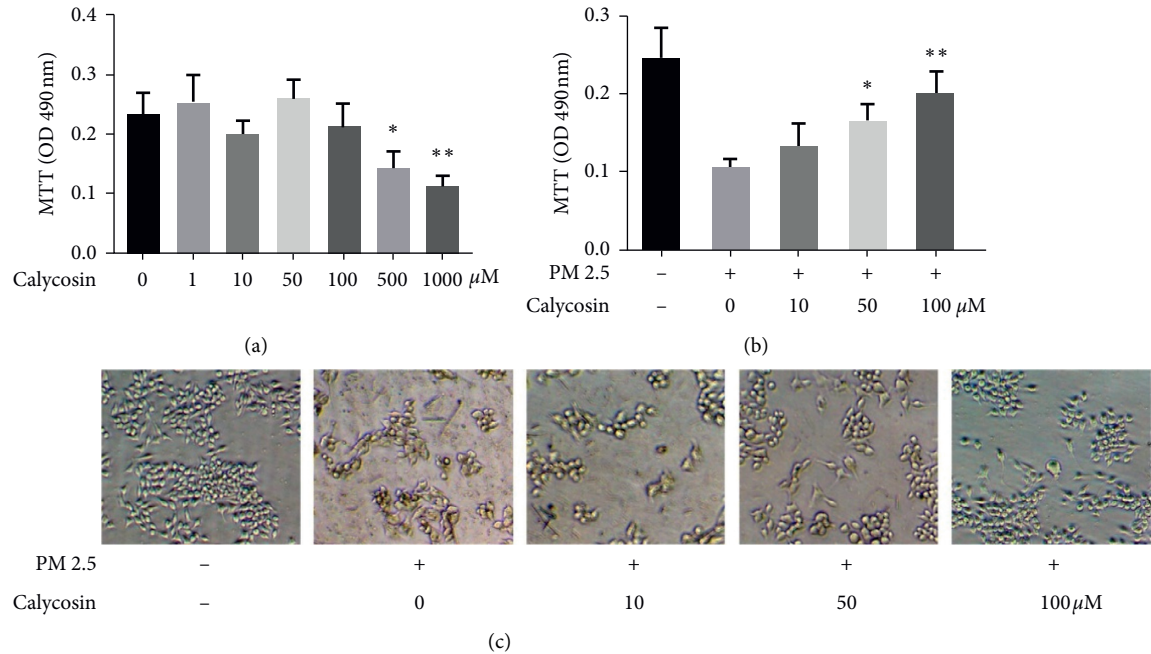 0.4
0.3
0.2
0.1
0.0
MTT (OD 490 nm)
*
**
Calycosin 0 1 10 50 100 500 1000 μM
(a)
0.3
0.2
0.1
0.0
MTT (OD 490 nm)
*
**
PM 2.5 – + + + +
Calycosin – 0 10 50 100 μM
(b)
PM 2.5 – + + + +
Calycosin – 0 10 50 100 μM
(c)